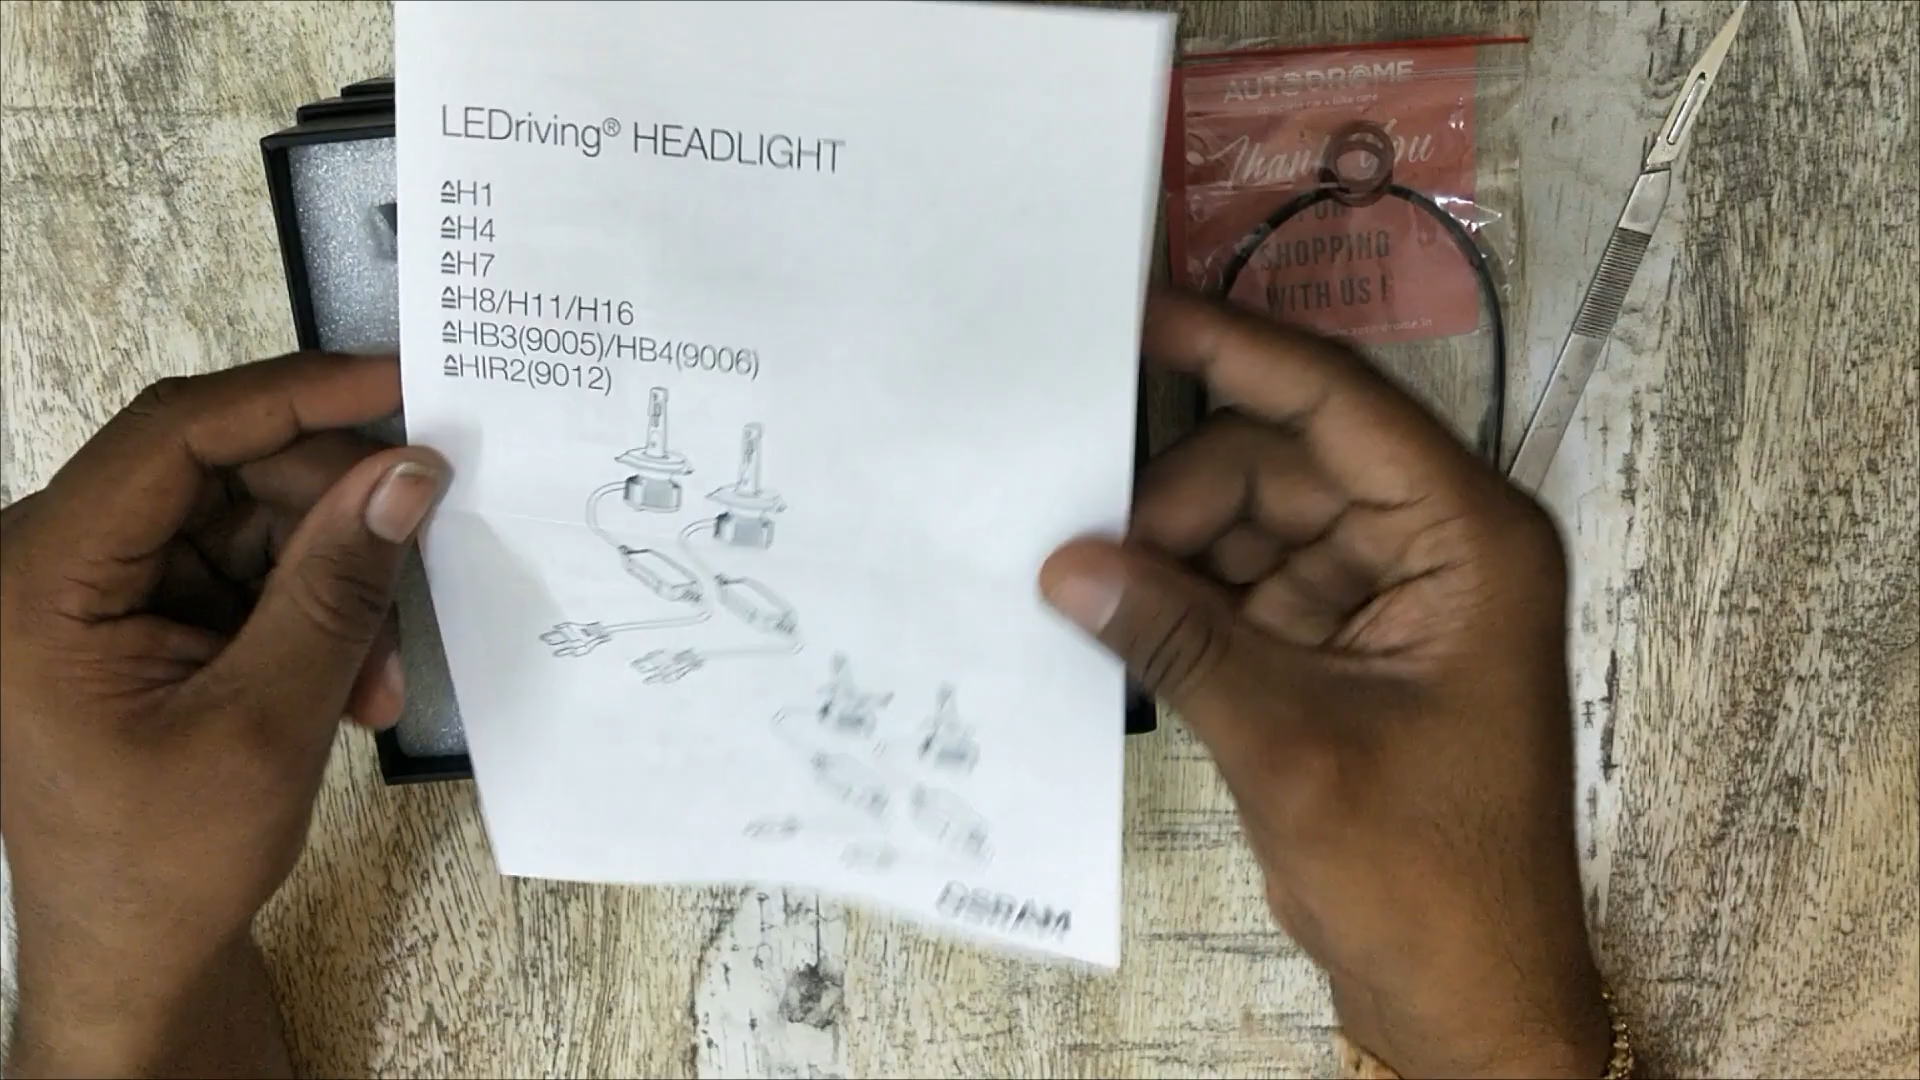 LEDriving® HEADLIGHT
≙H1
≙H4
≙H7
≙H8/H11/H16
≙HB3(9005)/HB4(9006)
≙HIR2(9012)
OSRAM
AUTODROME
Thank You
FOR
SHOPPING
WITH US !